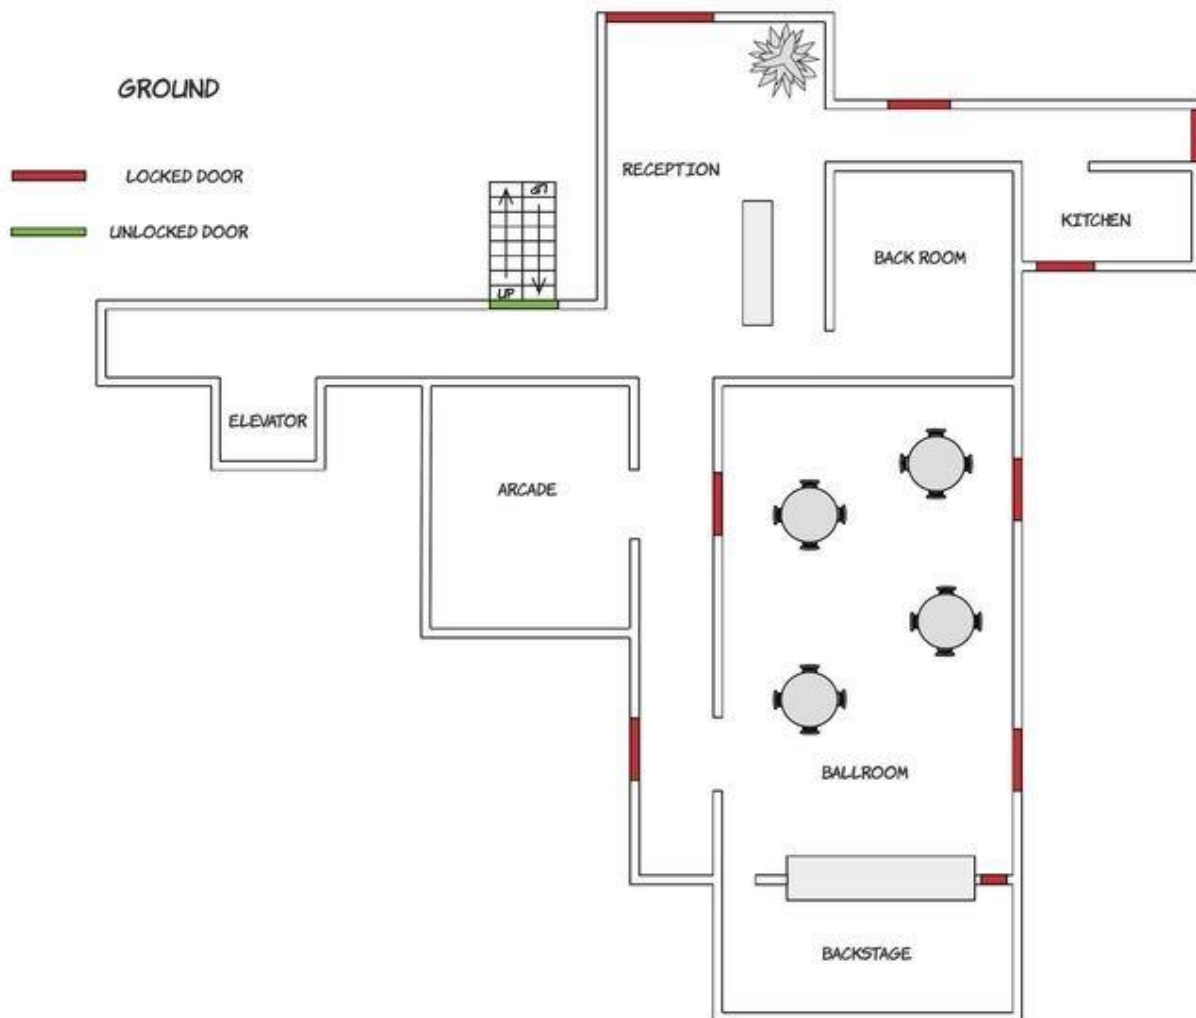 GROUND
LOCKED DOOR
UNLOCKED DOOR
UP
RECEPTION
BACK ROOM
KITCHEN
ELEVATOR
ARCADE
BALLROOM
BACKSTAGE